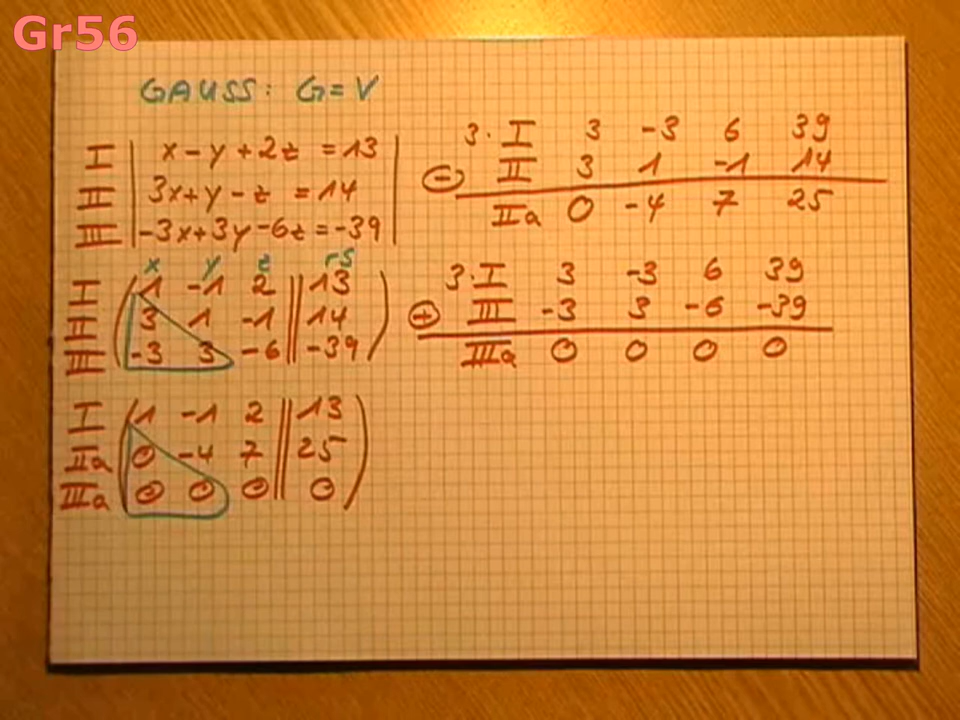 Gr56
GAUSS: G=V
I x-y+2z =13
II 3x+y-z =14
III -3x+3y-6z=-39
x y z rS
I 1 -1 2 13
II 3 1 -1 14
III -3 3 -6 -39
I 1 -1 2 13
IIa 0 -4 7 25
IIIa 0 0 0 0
3·I 3 -3 6 39
- II 3 1 -1 14
IIa 0 -4 7 25
3·I 3 -3 6 39
+ III -3 3 -6 -39
IIIa 0 0 0 0